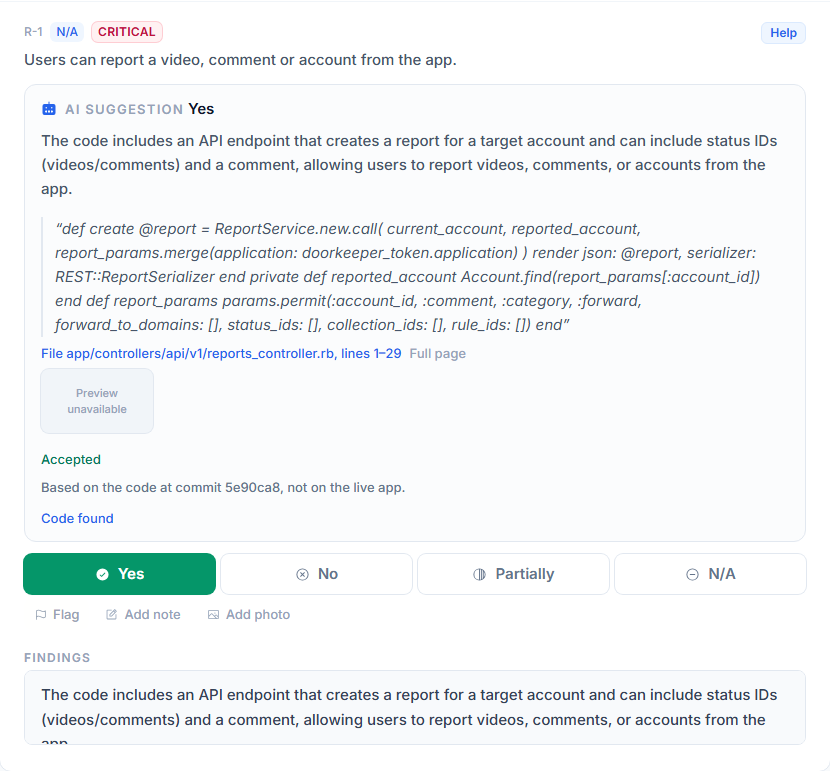 R-1 N/A CRITICAL Help
Users can report a video, comment or account from the app.
AI SUGGESTION Yes
The code includes an API endpoint that creates a report for a target account and can include status IDs
(videos/comments) and a comment, allowing users to report videos, comments, or accounts from the
app.
“def create @report = ReportService.new.call( current_account, reported_account,
report_params.merge(application: doorkeeper_token.application) ) render json: @report, serializer:
REST::ReportSerializer end private def reported_account Account.find(report_params[:account_id])
end def report_params params.permit(:account_id, :comment, :category, :forward,
forward_to_domains: [], status_ids: [], collection_ids: [], rule_ids: []) end”
File app/controllers/api/v1/reports_controller.rb, lines 1–29 Full page
Preview
unavailable
Accepted
Based on the code at commit 5e90ca8, not on the live app.
Code found
Yes No Partially N/A
Flag Add note Add photo
FINDINGS
The code includes an API endpoint that creates a report for a target account and can include status IDs
(videos/comments) and a comment, allowing users to report videos, comments, or accounts from the
app.